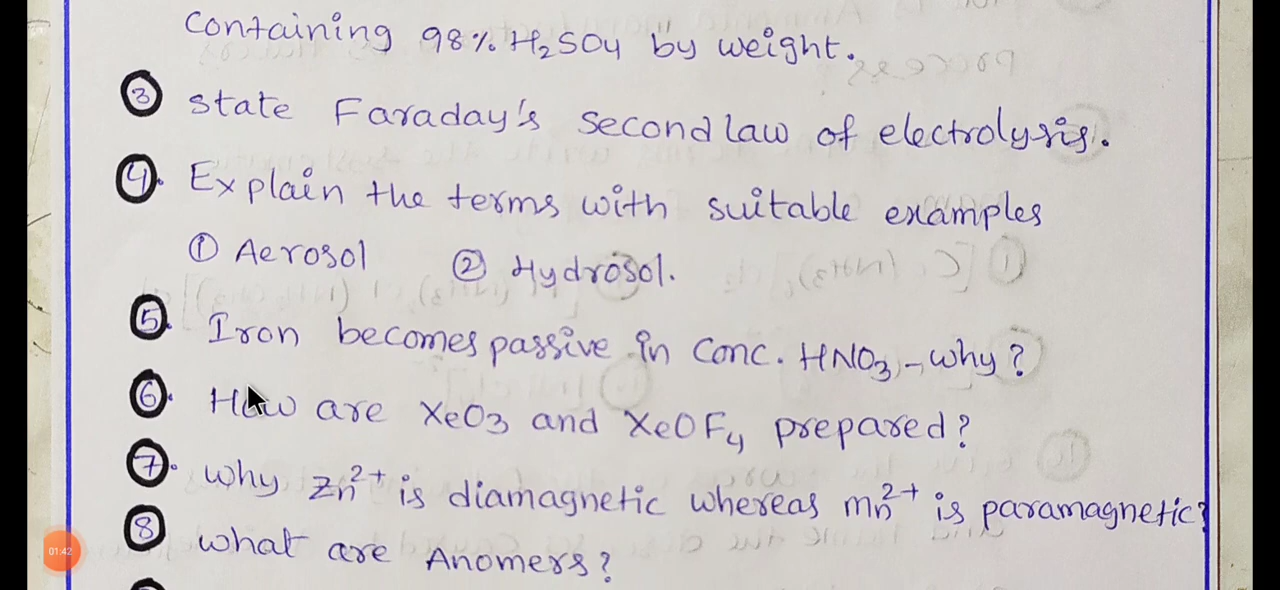 containing 98% H₂SO₄ by weight.
③ state Faraday's second law of electrolysis.
④. Explain the terms with suitable examples
① Aerosol ② Hydrosol.
⑤. Iron becomes passive in conc. HNO₃ - why?
⑥. How are XeO₃ and XeOF₄ prepared?
⑦. why Zn²⁺ is diamagnetic whereas mn²⁺ is paramagnetic?
⑧ what are Anomers?
01:42